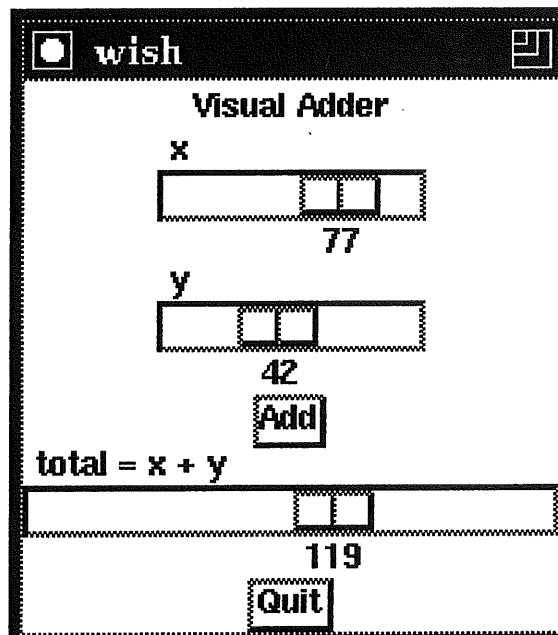 wish
Visual Adder
x
77
y
42
Add
total = x + y
119
Quit